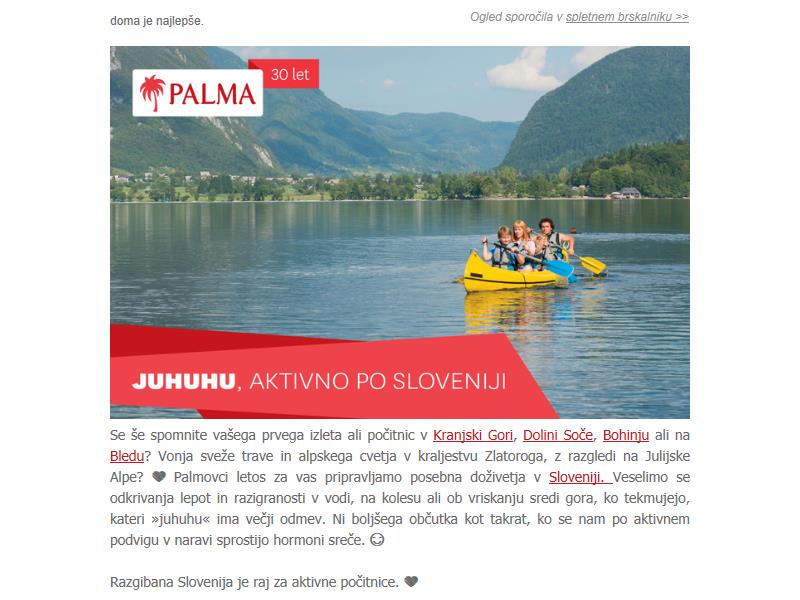 doma je najlepše.
Ogled sporočila v spletnem brskalniku >>
30 let
PALMA
JUHUHU, AKTIVNO PO SLOVENIJI
Se še spomnite vašega prvega izleta ali počitnic v Kranjski Gori, Dolini Soče, Bohinju ali na
Bledu? Vonja sveže trave in alpskega cvetja v kraljestvu Zlatoroga, z razgledi na Julijske
Alpe? 🖤 Palmovci letos za vas pripravljamo posebna doživetja v Sloveniji. Veselimo se
odkrivanja lepot in razigranosti v vodi, na kolesu ali ob vriskanju sredi gora, ko tekmujejo,
kateri »juhuhu« ima večji odmev. Ni boljšega občutka kot takrat, ko se nam po aktivnem
podvigu v naravi sprostijo hormoni sreče. 😊
Razgibana Slovenija je raj za aktivne počitnice. 🖤